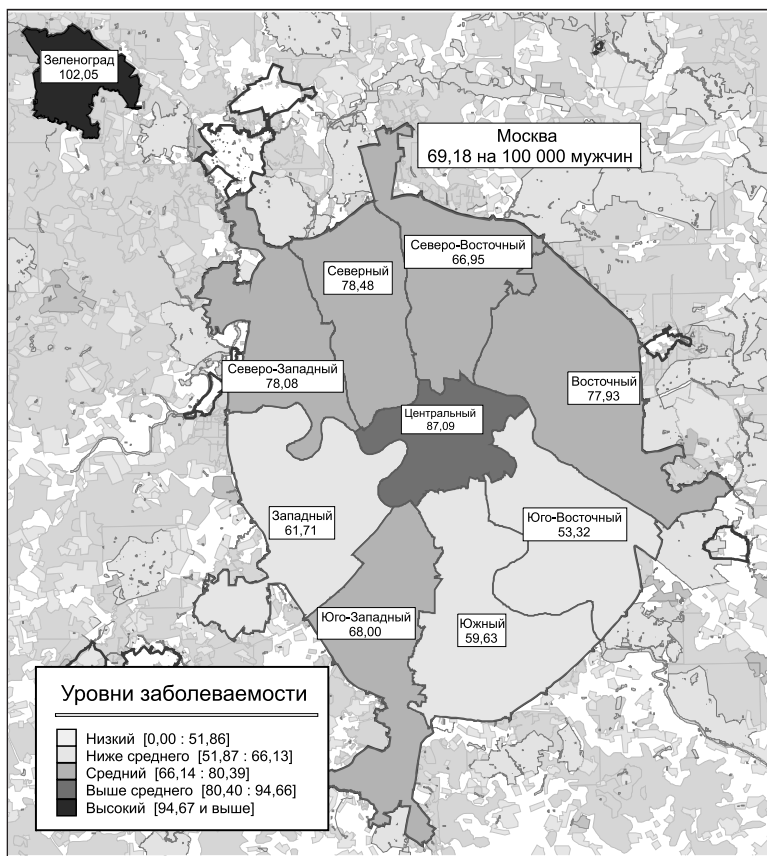 Зеленоград
102,05
Москва
69,18 на 100 000 мужчин
Северо-Восточный
66,95
Северный
78,48
Северо-Западный
78,08
Восточный
77,93
Центральный
87,09
Западный
61,71
Юго-Восточный
53,32
Юго-Западный
68,00
Южный
59,63
Уровни заболеваемости
Низкий [0,00 : 51,86]
Ниже среднего [51,87 : 66,13]
Средний [66,14 : 80,39]
Выше среднего [80,40 : 94,66]
Высокий [94,67 и выше]